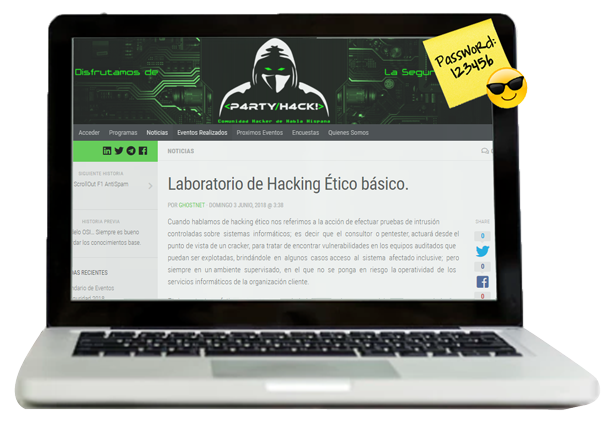 Password:
123456
Disfrutamos de
La Segur
<P4RTY/H4CK!>
Comunidad Hacker de Habla Hispana
Acceder Programas Noticias Eventos Realizados Proximos Eventos Encuestas Quienes Somos
NOTICIAS
SIGUIENTE HISTORIA
ScrollOut F1 AntiSpam
HISTORIA PREVIA
delo OSI... Siempre es bueno
rdar los conocimientos base.
DAS RECIENTES
ndario de Eventos
Laboratorio de Hacking Ético básico.
POR GHOSTNET · DOMINGO 3 JUNIO, 2018 @ 3:38
Cuando hablamos de hacking ético nos referimos a la acción de efectuar pruebas de intrusión
controladas sobre sistemas informáticos; es decir que el consultor o pentester, actuará desde el
punto de vista de un cracker, para tratar de encontrar vulnerabilidades en los equipos auditados que
puedan ser explotadas, brindándole en algunos casos acceso al sistema afectado inclusive; pero
siempre en un ambiente supervisado, en el que no se ponga en riesgo la operatividad de los
servicios informáticos de la organización cliente.
SHARE
0
0
0